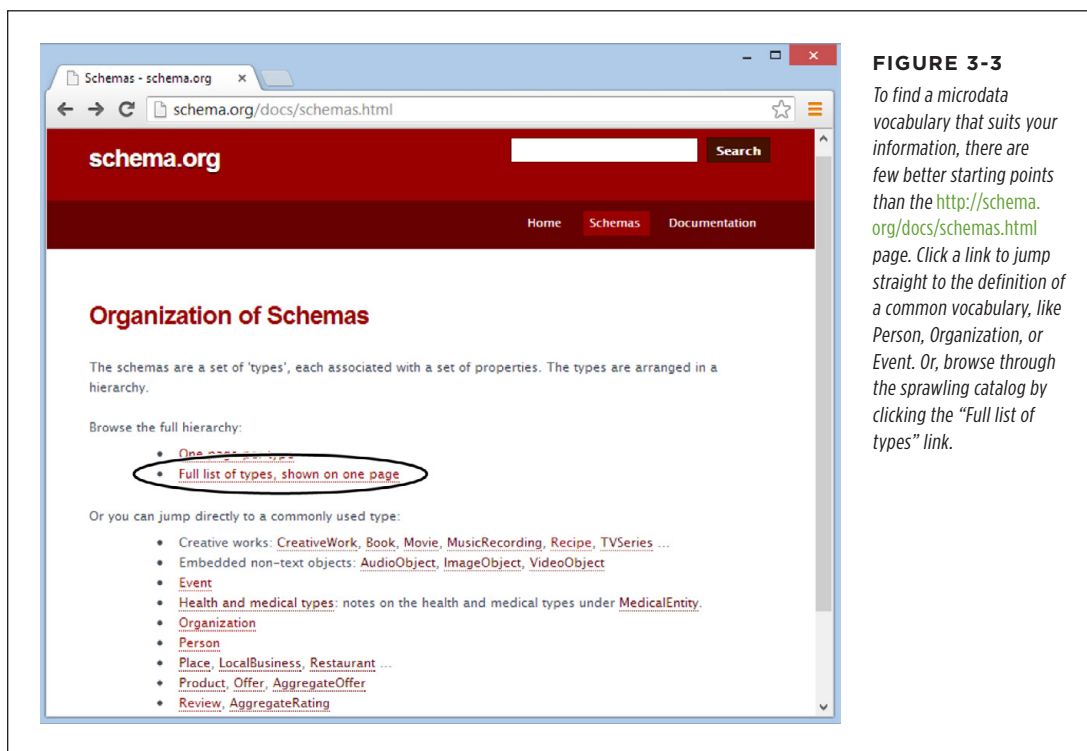 Schemas - schema.org
schema.org/docs/schemas.html
schema.org
Search
Home Schemas Documentation
Organization of Schemas
The schemas are a set of 'types', each associated with a set of properties. The types are arranged in a
hierarchy.
Browse the full hierarchy:
• One page per type
• Full list of types, shown on one page
Or you can jump directly to a commonly used type:
• Creative works: CreativeWork, Book, Movie, MusicRecording, Recipe, TVSeries ...
• Embedded non-text objects: AudioObject, ImageObject, VideoObject
• Event
• Health and medical types: notes on the health and medical types under MedicalEntity.
• Organization
• Person
• Place, LocalBusiness, Restaurant ...
• Product, Offer, AggregateOffer
• Review, AggregateRating
FIGURE 3-3
To find a microdata
vocabulary that suits your
information, there are
few better starting points
than the http://schema.
org/docs/schemas.html
page. Click a link to jump
straight to the definition of
a common vocabulary, like
Person, Organization, or
Event. Or, browse through
the sprawling catalog by
clicking the “Full list of
types” link.